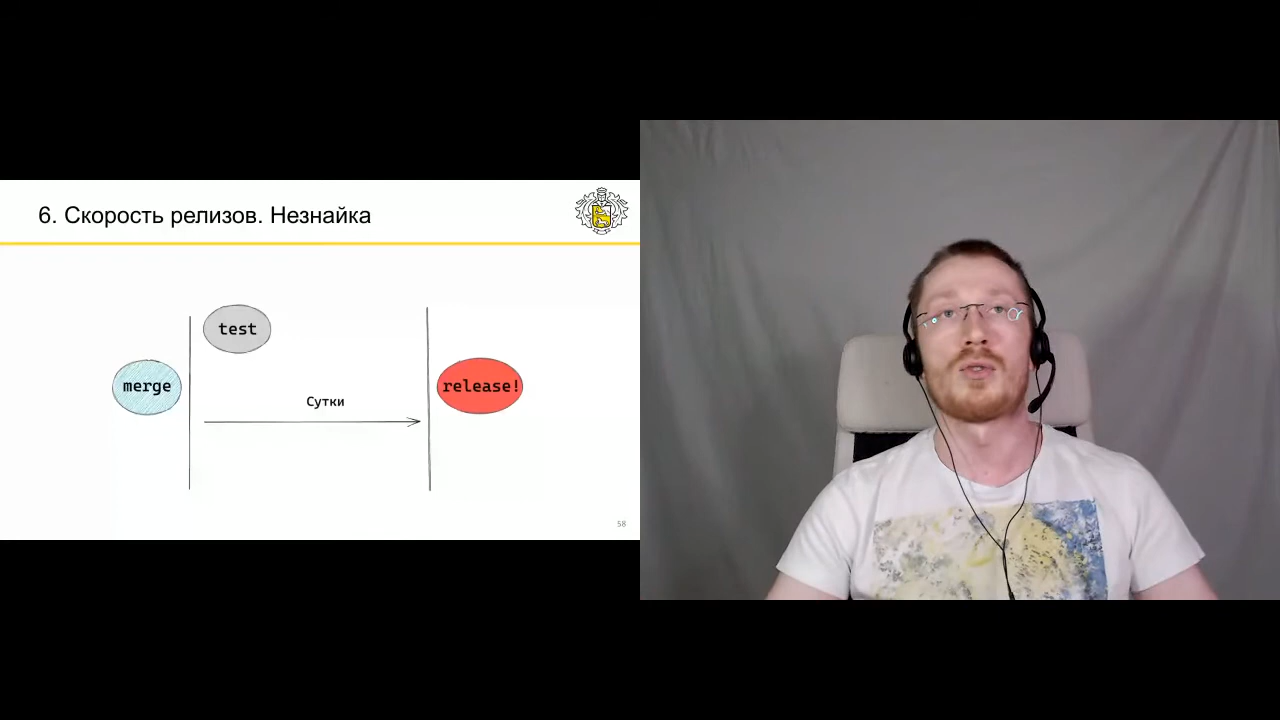 6. Скорость релизов. Незнайка
test
merge
release!
Сутки
58